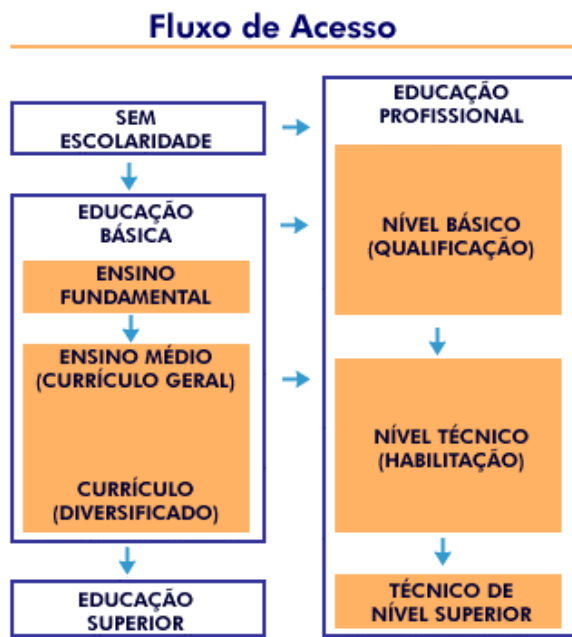 Fluxo de Acesso
SEM
ESCOLARIDADE
EDUCAÇÃO
BÁSICA
ENSINO
FUNDAMENTAL
ENSINO MÉDIO
(CURRÍCULO GERAL)
CURRÍCULO
(DIVERSIFICADO)
EDUCAÇÃO
SUPERIOR
EDUCAÇÃO
PROFISSIONAL
NÍVEL BÁSICO
(QUALIFICAÇÃO)
NÍVEL TÉCNICO
(HABILITAÇÃO)
TÉCNICO DE
NÍVEL SUPERIOR